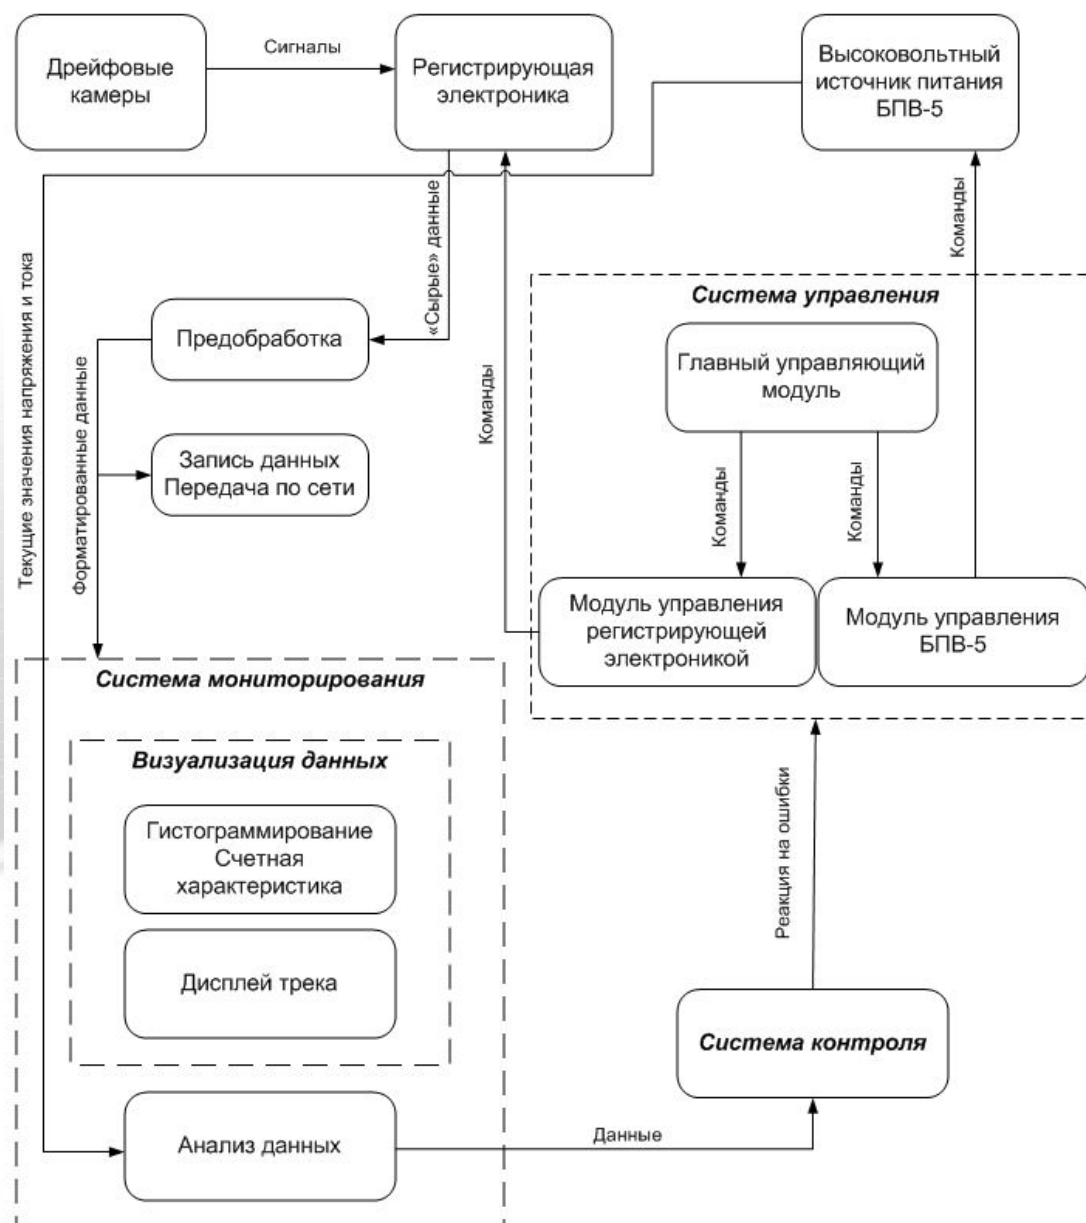 Дрейфовые
камеры
Сигналы
Регистрирующая
электроника
Высоковольтный
источник питания
БПВ-5
«Сырые» данные
Команды
Команды
Текущие значения напряжения и тока
Форматированные данные
Предобработка
Запись данных
Передача по сети
Система управления
Главный управляющий
модуль
Команды
Команды
Модуль управления
регистрирующей
электроникой
Модуль управления
БПВ-5
Система мониторирования
Визуализация данных
Гистограммирование
Счетная
характеристика
Дисплей трека
Анализ данных
Данные
Реакция на ошибки
Система контроля